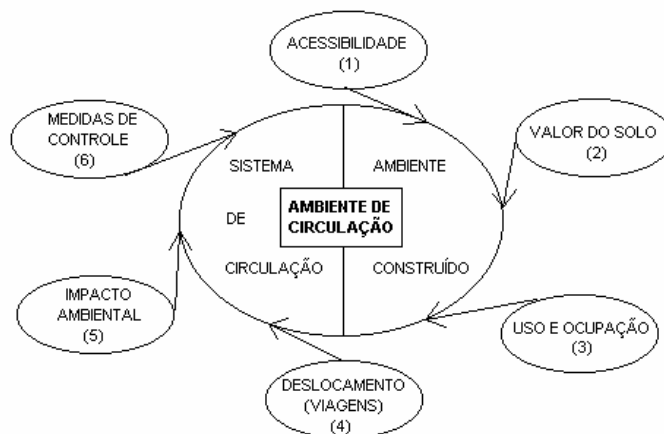 ACESSIBILIDADE
(1)
MEDIDAS DE
CONTROLE
(6)
VALOR DO SOLO
(2)
SISTEMA
AMBIENTE
AMBIENTE DE
CIRCULAÇÃO
DE
CIRCULAÇÃO
CONSTRUÍDO
IMPACTO
AMBIENTAL
(5)
USO E OCUPAÇÃO
(3)
DESLOCAMENTO
(VIAGENS)
(4)